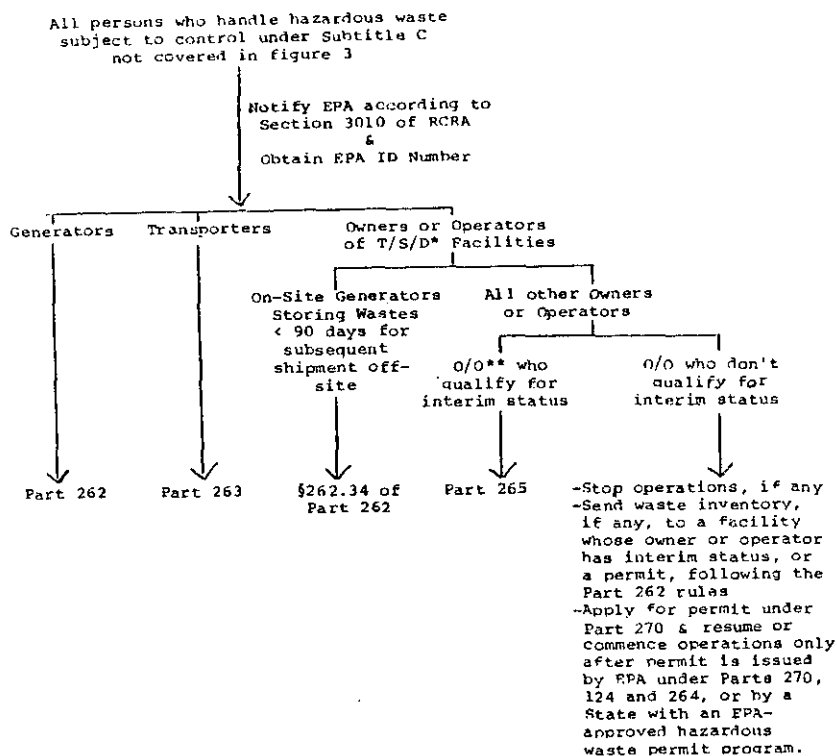 All persons who handle hazardous waste
subject to control under Subtitle C
not covered in figure 3
Notify EPA according to
Section 3010 of RCRA
&
Obtain EPA ID Number
Generators
Transporters
Owners or Operators
of T/S/D* Facilities
On-Site Generators
Storing Wastes
< 90 days for
subsequent
shipment off-
site
All other Owners
or Operators
O/O** who
qualify for
interim status
O/O who don't
qualify for
interim status
Part 262
Part 263
§262.34 of
Part 262
Part 265
-Stop operations, if any
-Send waste inventory,
if any, to a facility
whose owner or operator
has interim status, or
a permit, following the
Part 262 rules
-Apply for permit under
Part 270 & resume or
commence operations only
after permit is issued
by EPA under Parts 270,
124 and 264, or by a
State with an EPA-
approved hazardous
waste permit program.